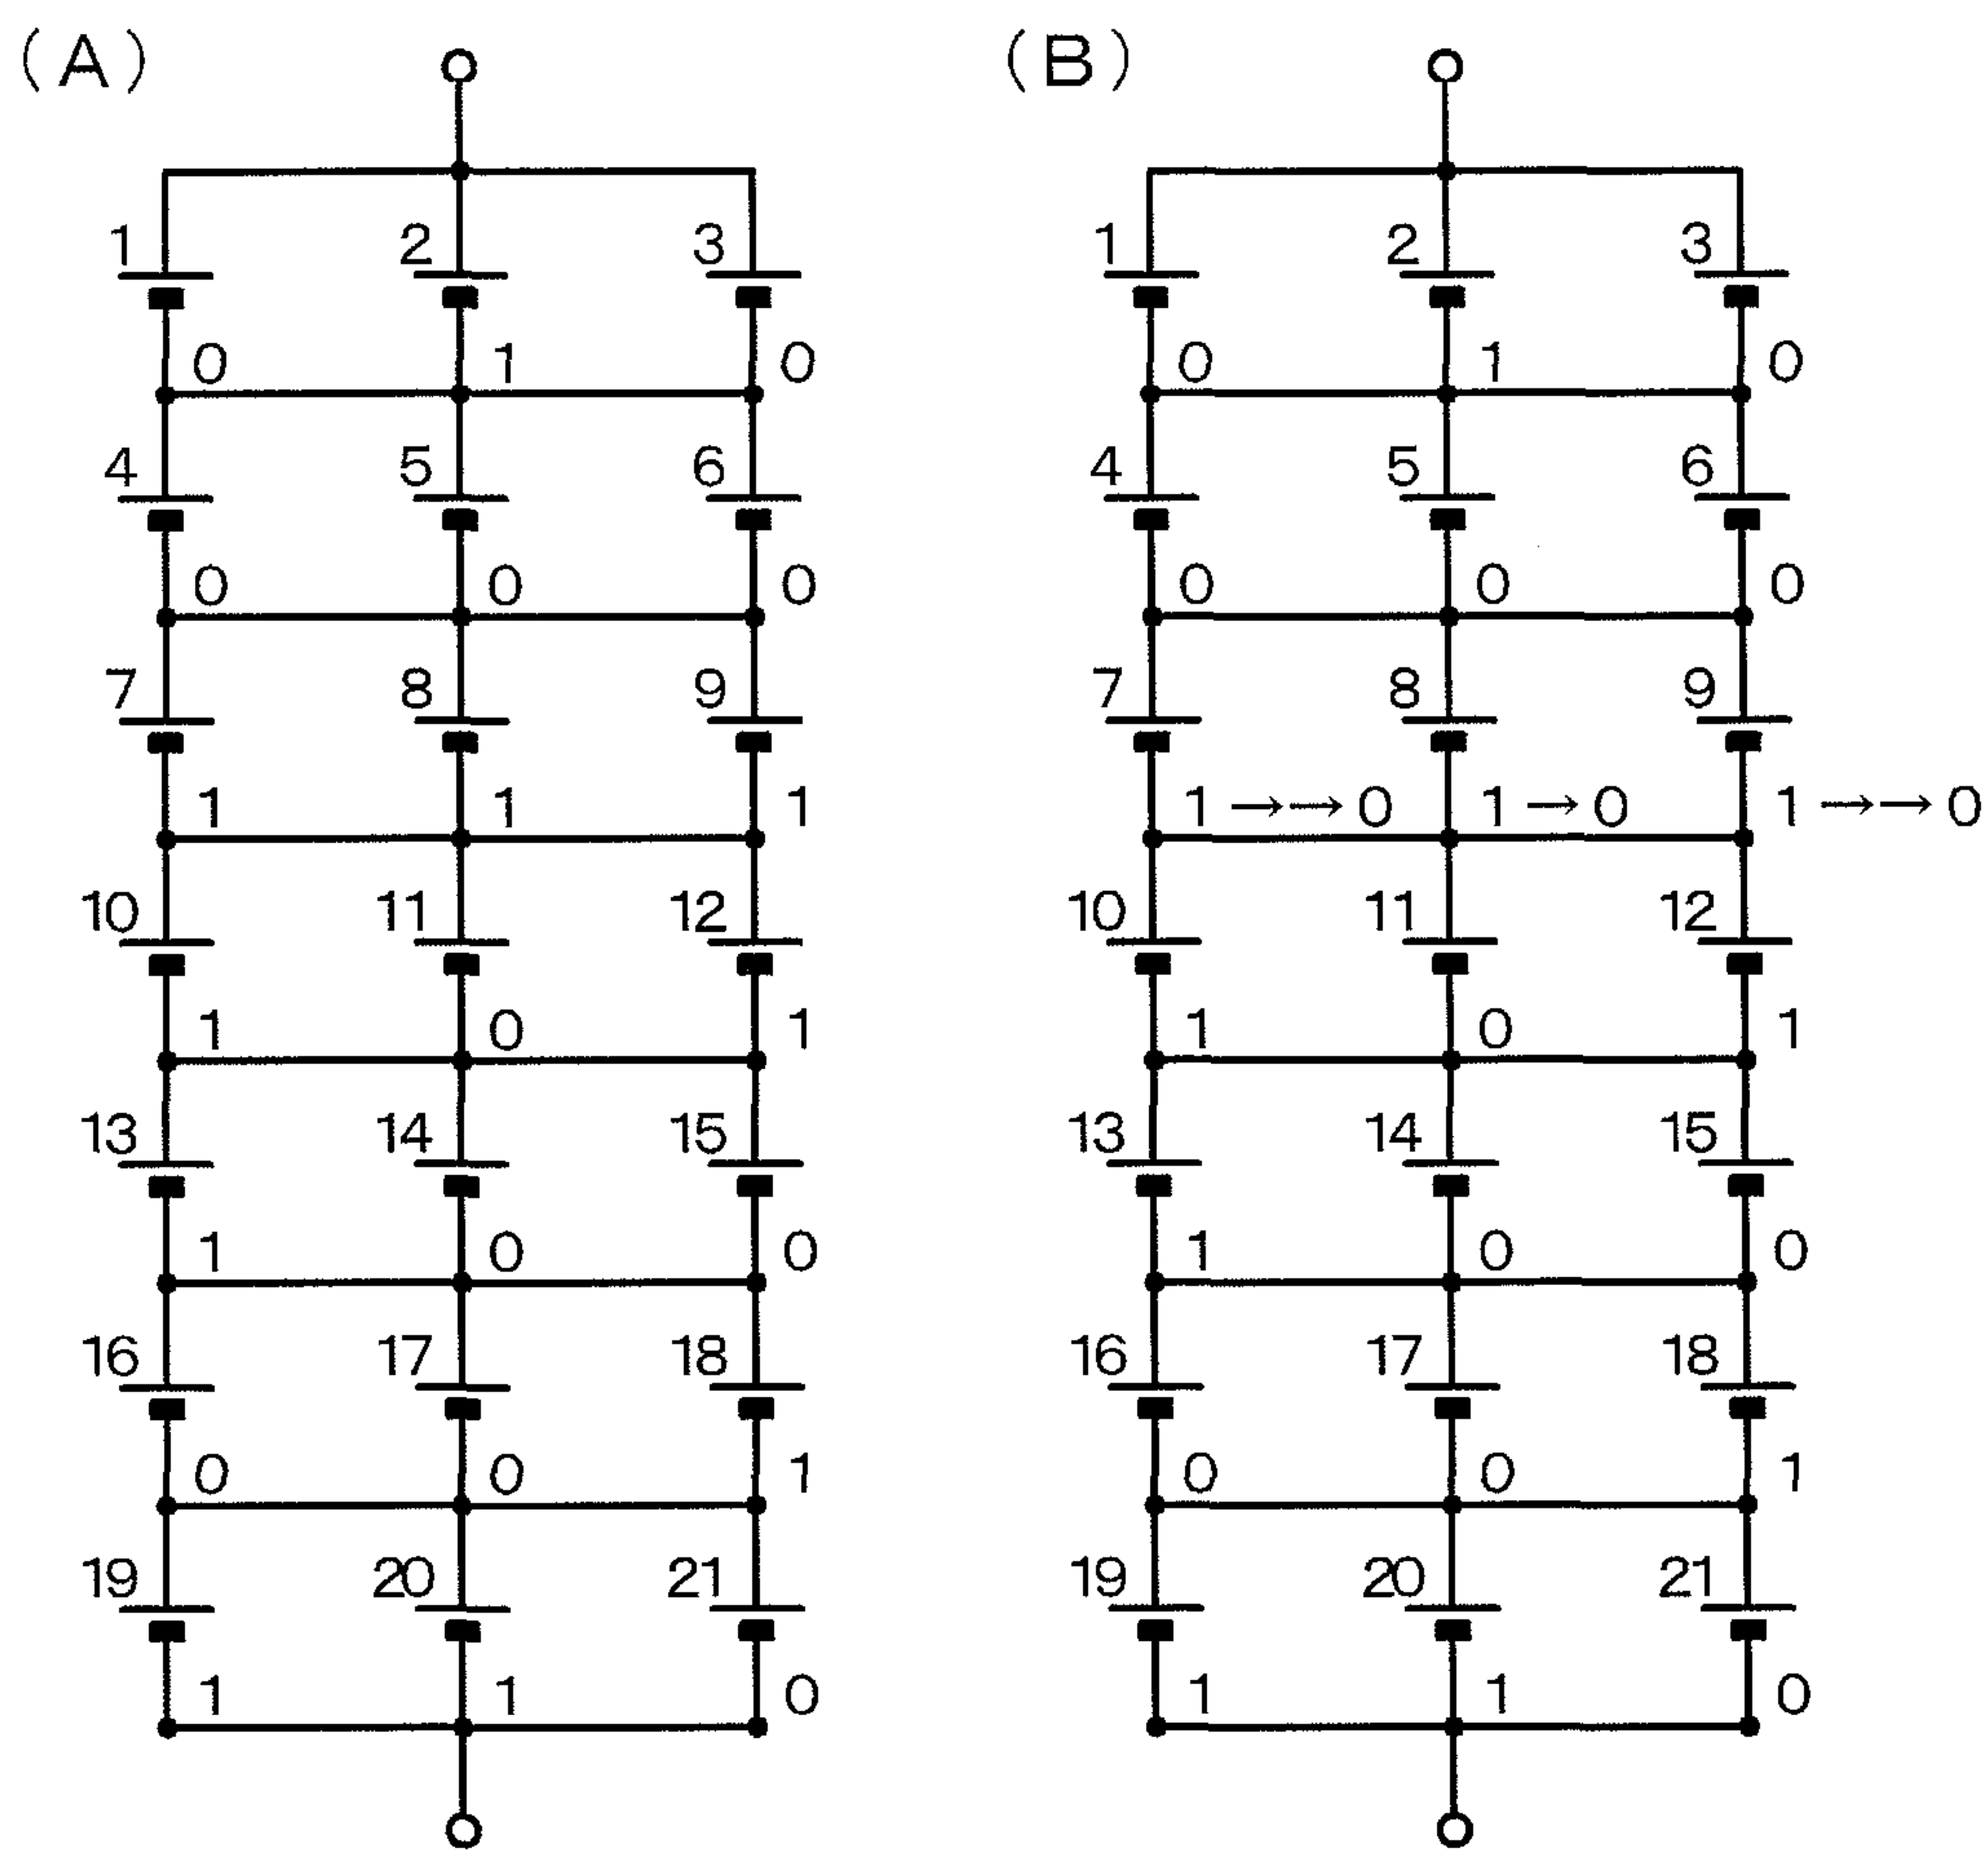 (A) (B)
1 2 3 1 2 3
0 1 0 0 1 0
4 5 6 4 5 6
0 0 0 0 0 0
7 8 9 7 8 9
1 1 1 1→→0 1→0 1→→0
10 11 12 10 11 12
1 0 1 1 0 1
13 14 15 13 14 15
1 0 0 1 0 0
16 17 18 16 17 18
0 0 1 0 0 1
19 20 21 19 20 21
1 1 0 1 1 0